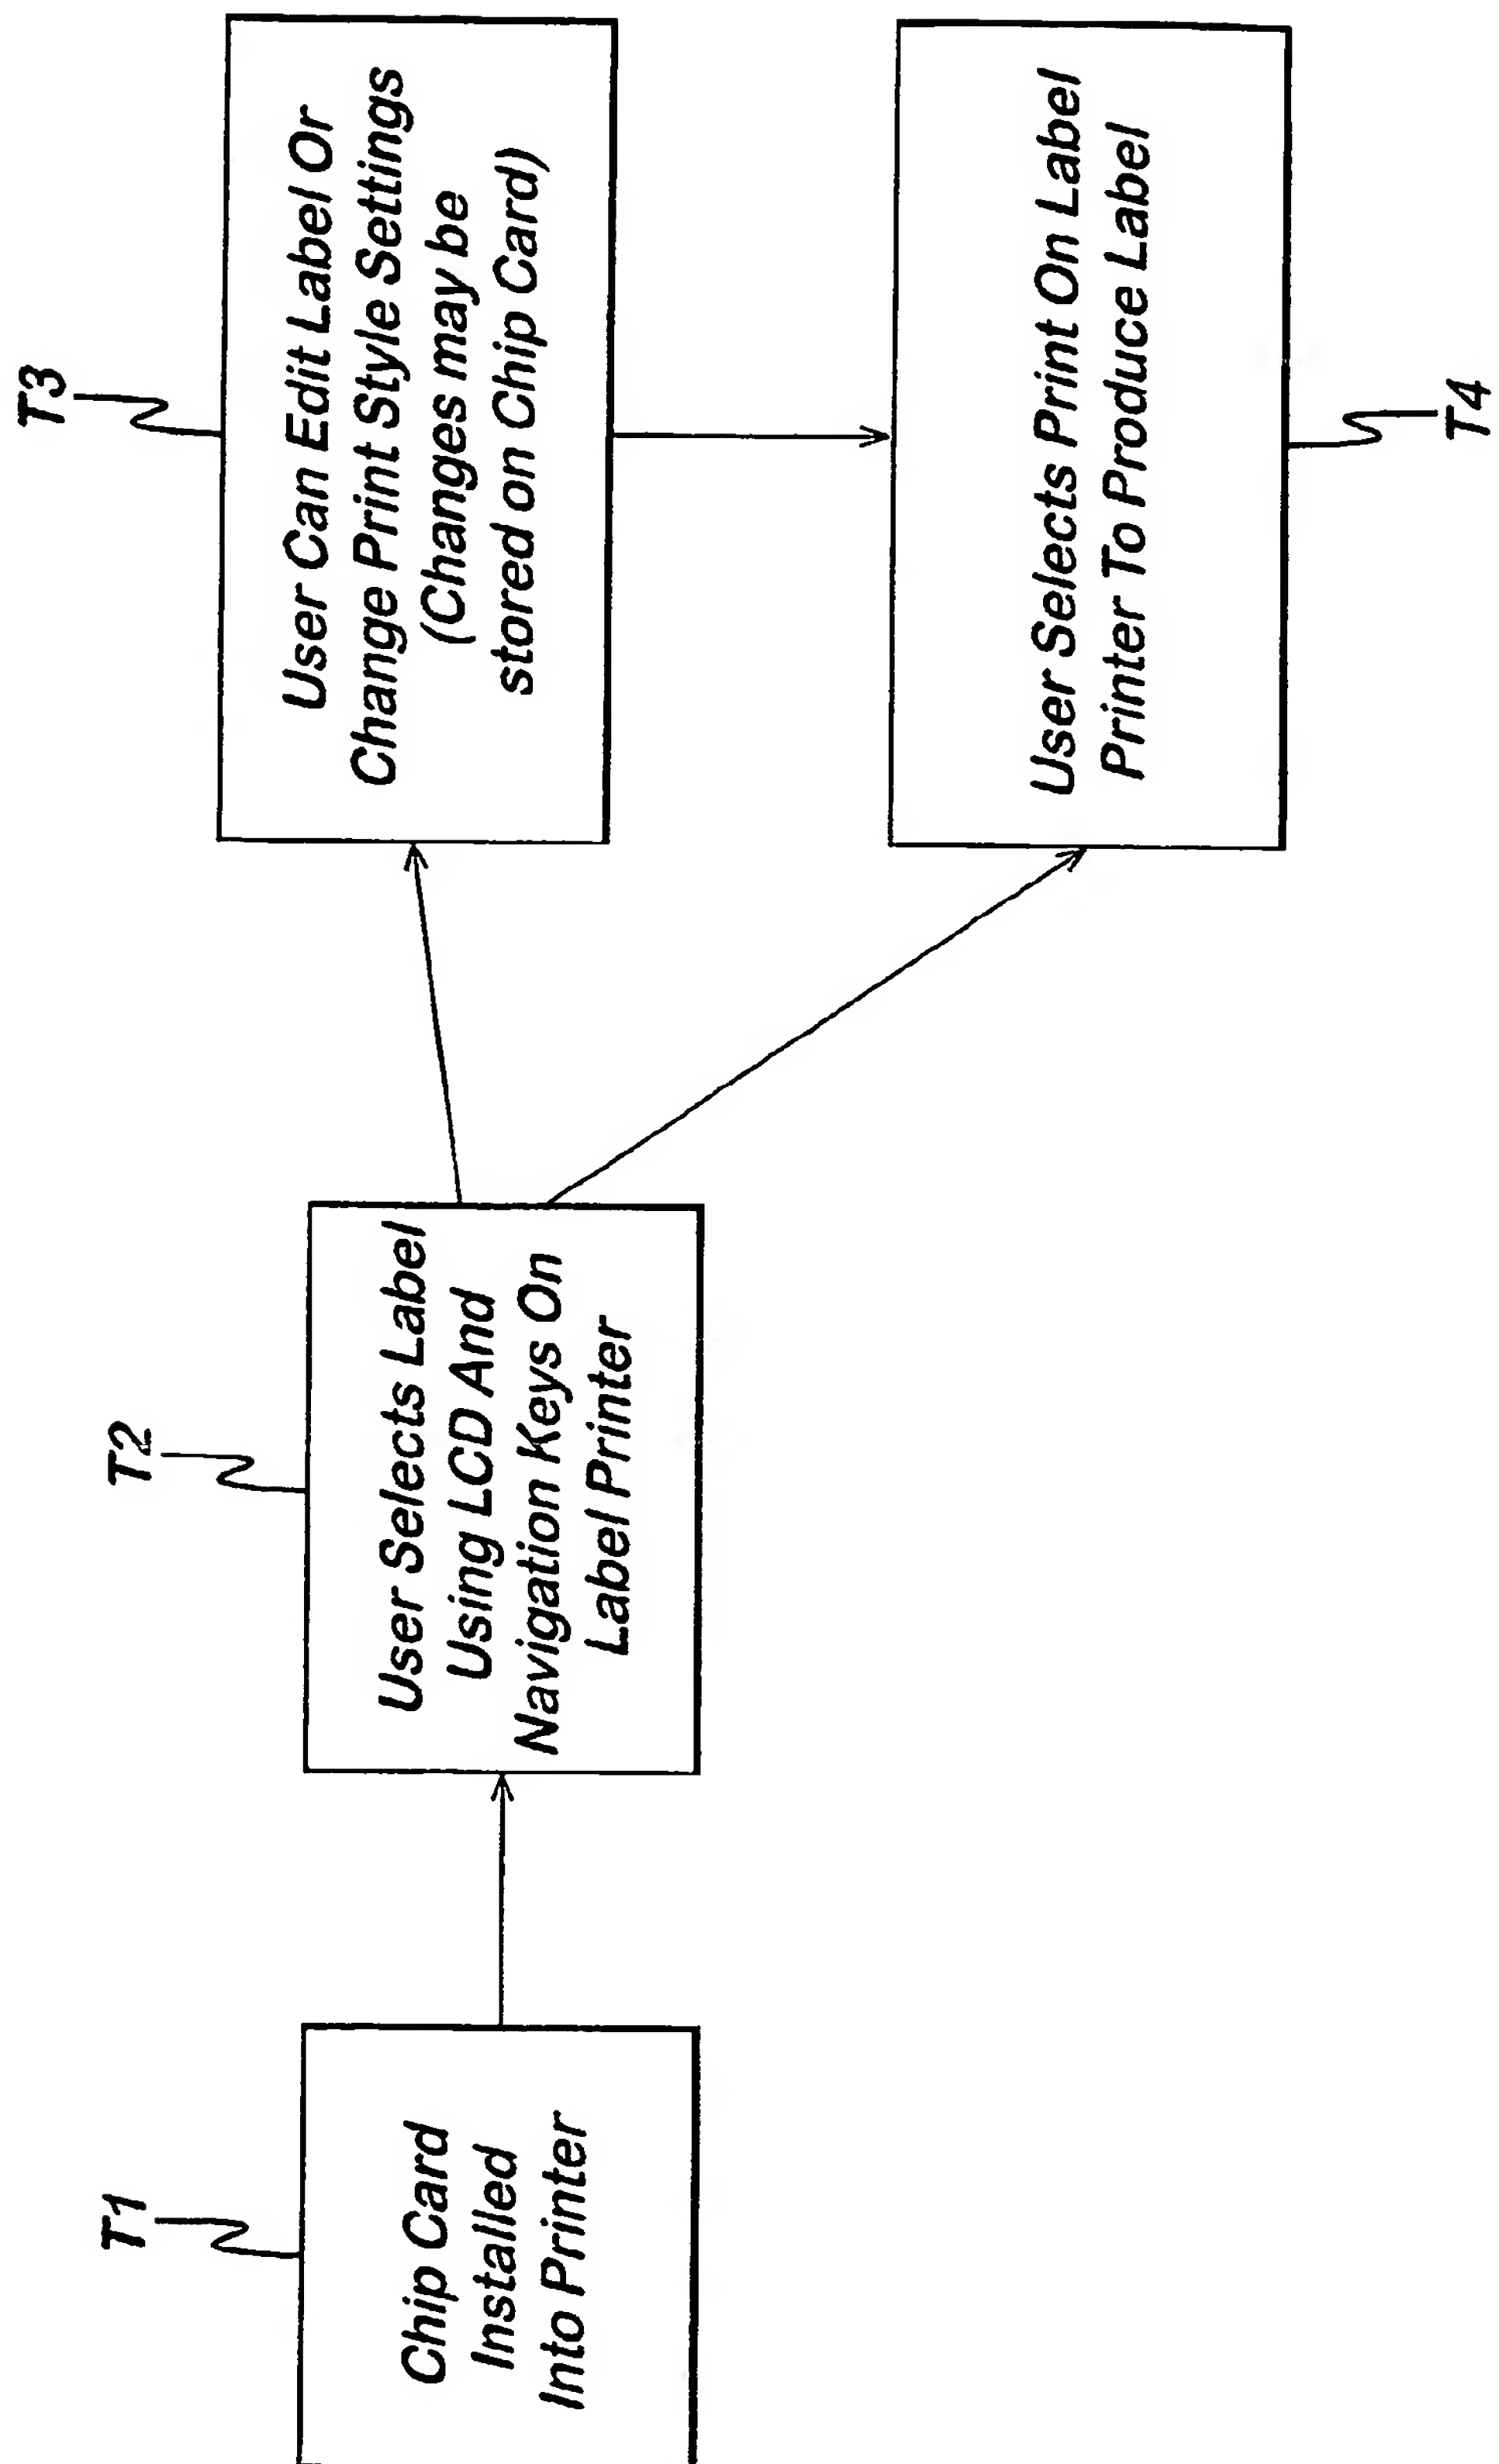 T1
Chip Card
Installed
Into Printer
T2
User Selects Label
Using LCD And
Navigation Keys On
Label Printer
T3
User Can Edit Label Or
Change Print Style Settings
(Changes may be
stored on Chip Card)
User Selects Print On Label
Printer To Produce Label
T4